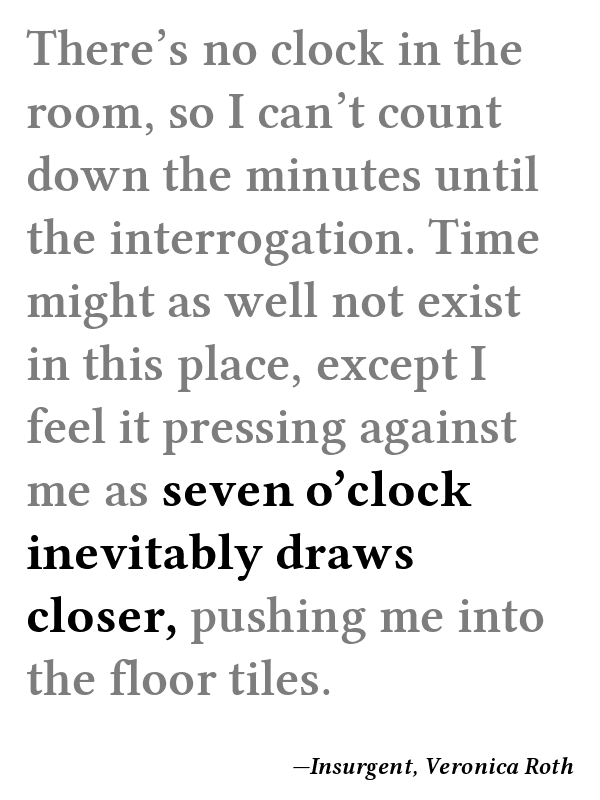 There’s no clock in the
room, so I can’t count
down the minutes until
the interrogation. Time
might as well not exist
in this place, except I
feel it pressing against
me as seven o’clock
inevitably draws
closer, pushing me into
the floor tiles.
—Insurgent, Veronica Roth